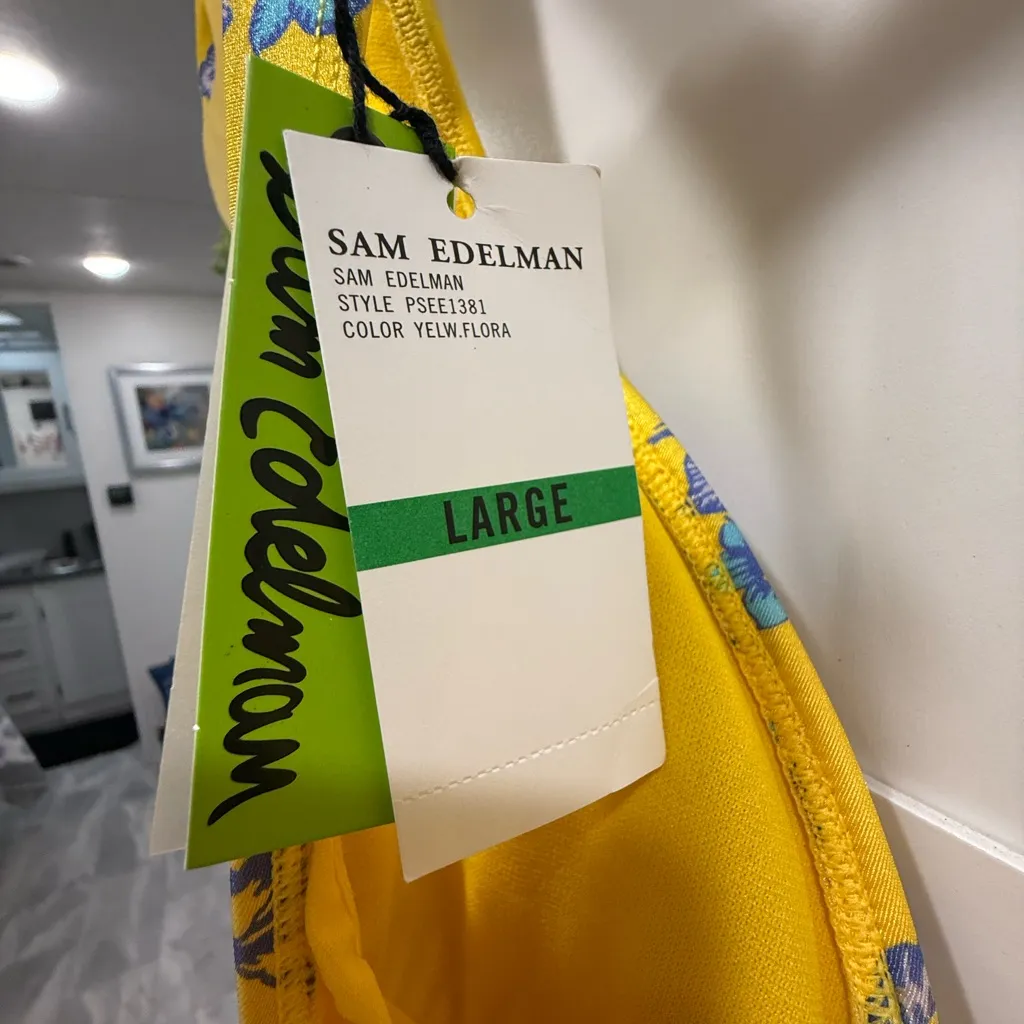 Sam Edelman
SAM EDELMAN
SAM EDELMAN
STYLE PSEE1381
COLOR YELW.FLORA
LARGE